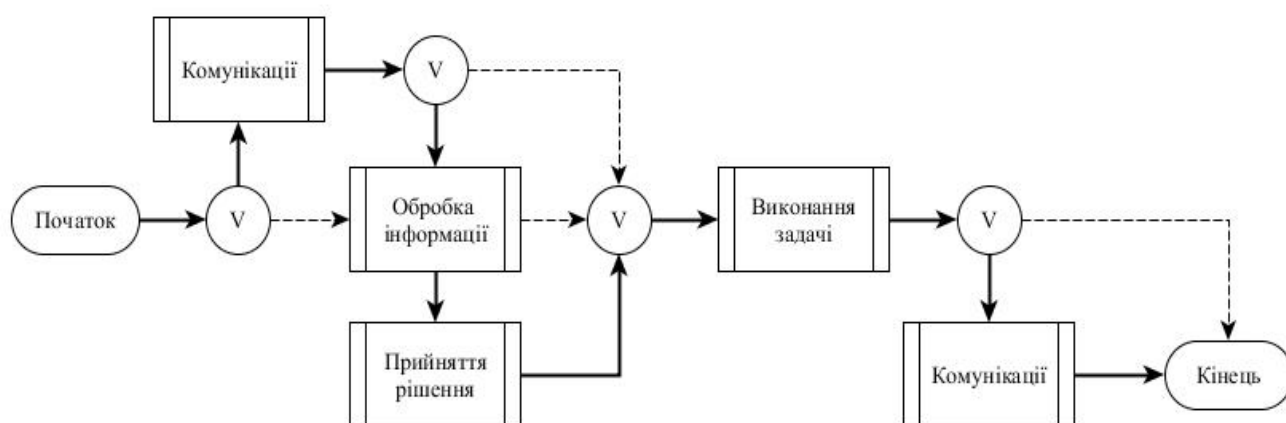 Комунікації
V
Початок
V
Обробка
інформації
V
Виконання
задачі
V
Прийняття
рішення
Комунікації
Кінець